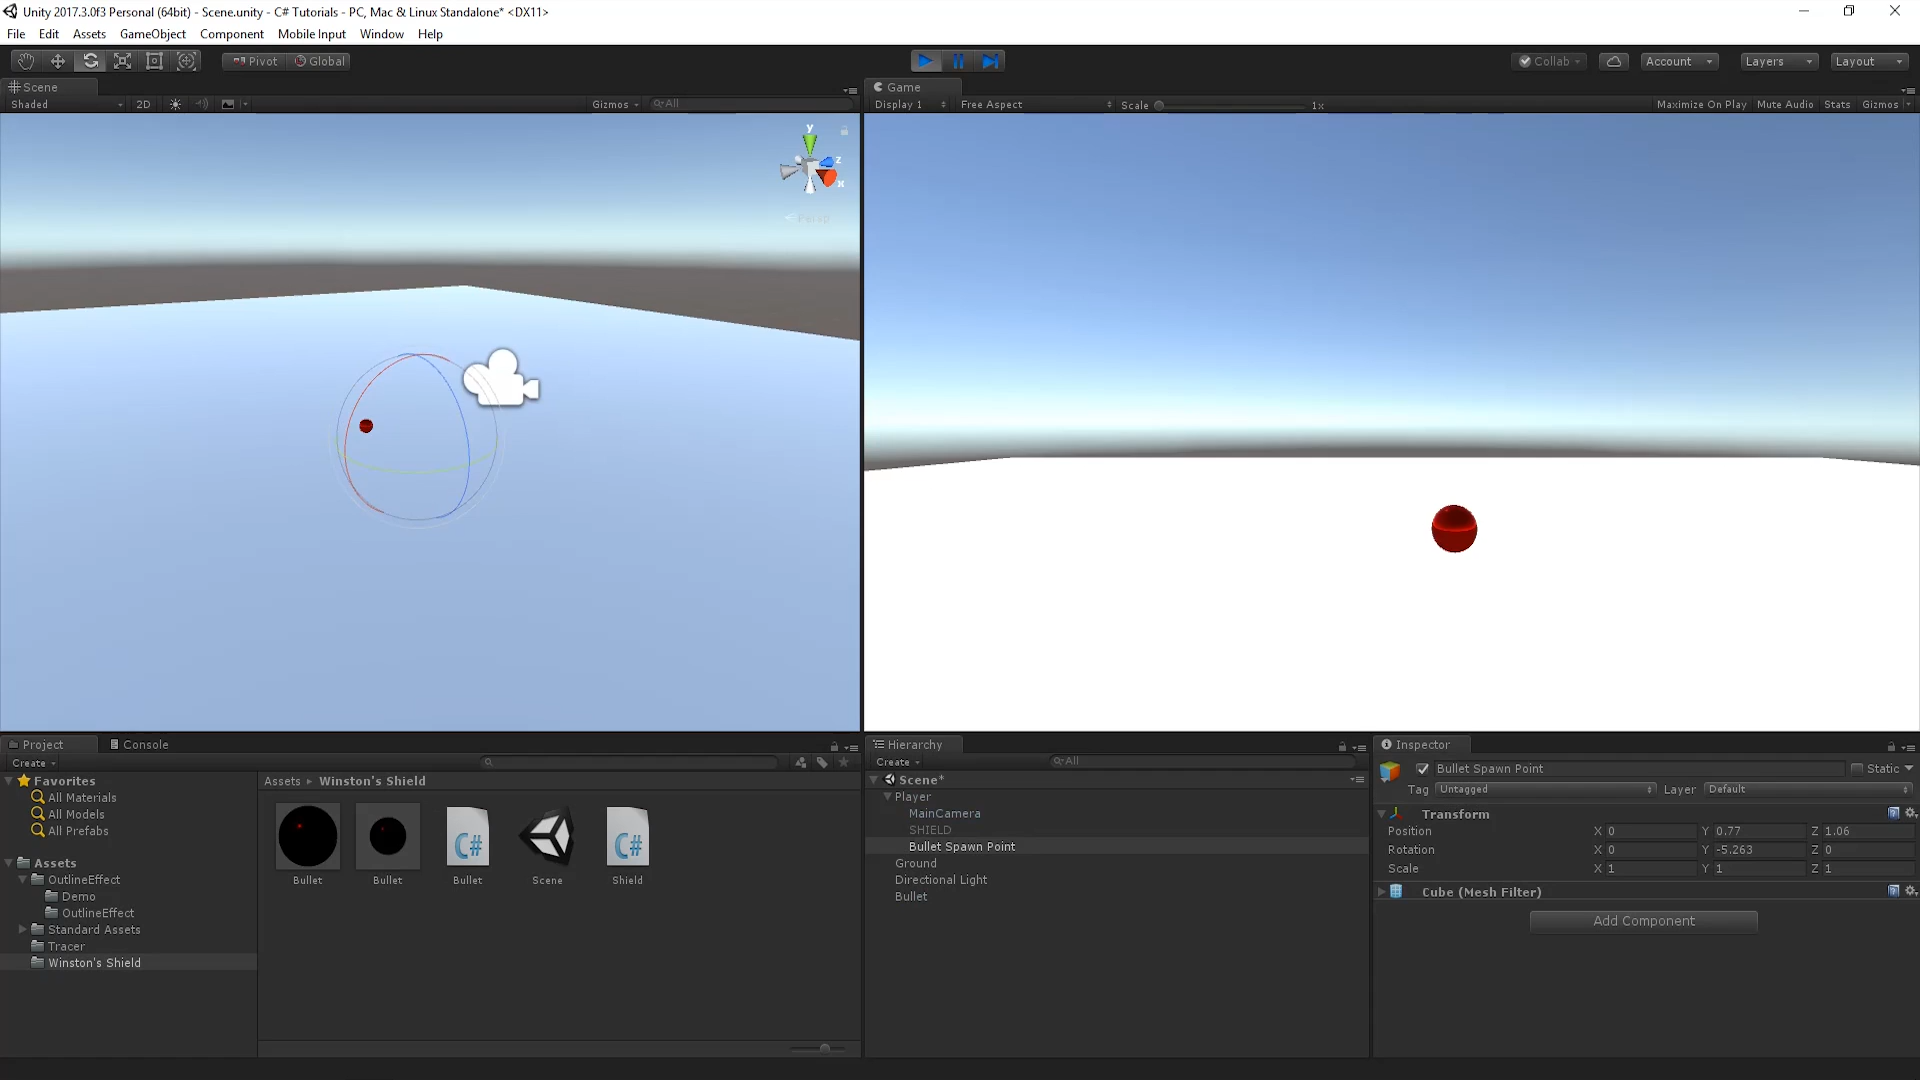 Unity 2017.3.0f3 Personal (64bit) - Scene.unity - C# Tutorials - PC, Mac & Linux Standalone* <DX11>
File Edit Assets GameObject Component Mobile Input Window Help
Pivot Global Collab Account Layers Layout
Scene
Shaded 2D Gizmos All
y
z
x
Persp
Game
Display 1 Free Aspect Scale 1x Maximize On Play Mute Audio Stats Gizmos
Project Console
Create
Favorites
All Materials
All Models
All Prefabs
Assets
OutlineEffect
Demo
OutlineEffect
Standard Assets
Tracer
Winston's Shield
Assets Winston's Shield
C# C#
Bullet Bullet Bullet Scene Shield
Hierarchy
Create All
Scene*
Player
MainCamera
SHIELD
Bullet Spawn Point
Ground
Directional Light
Bullet
Inspector
Bullet Spawn Point Static
Tag Untagged Layer Default
Transform
Position X 0 Y 0.77 Z 1.06
Rotation X 0 Y -5.263 Z 0
Scale X 1 Y 1 Z 1
Cube (Mesh Filter)
Add Component